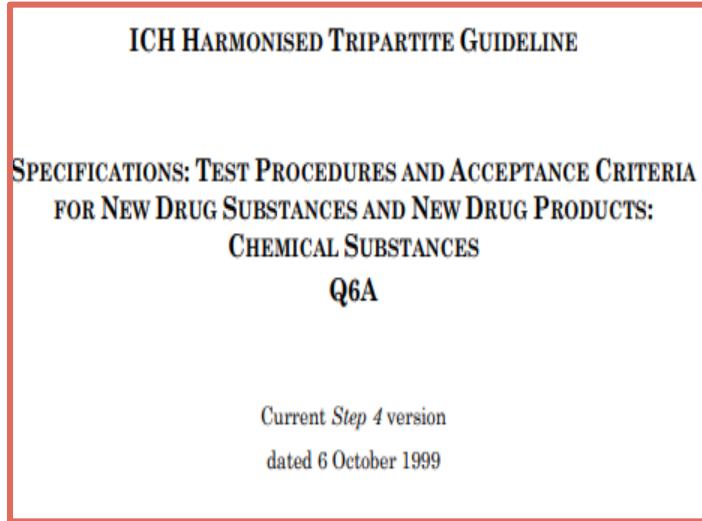 ICH HARMONISED TRIPARTITE GUIDELINE
SPECIFICATIONS: TEST PROCEDURES AND ACCEPTANCE CRITERIA
FOR NEW DRUG SUBSTANCES AND NEW DRUG PRODUCTS:
CHEMICAL SUBSTANCES
Q6A
Current Step 4 version
dated 6 October 1999